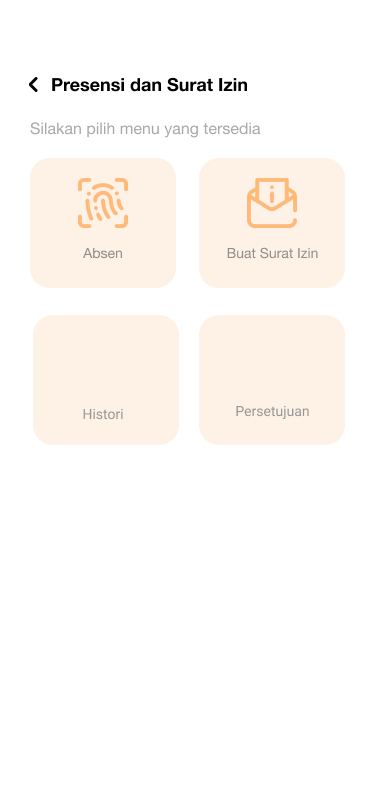 Presensi dan Surat Izin
Silakan pilih menu yang tersedia
Absen
Buat Surat Izin
Histori
Persetujuan